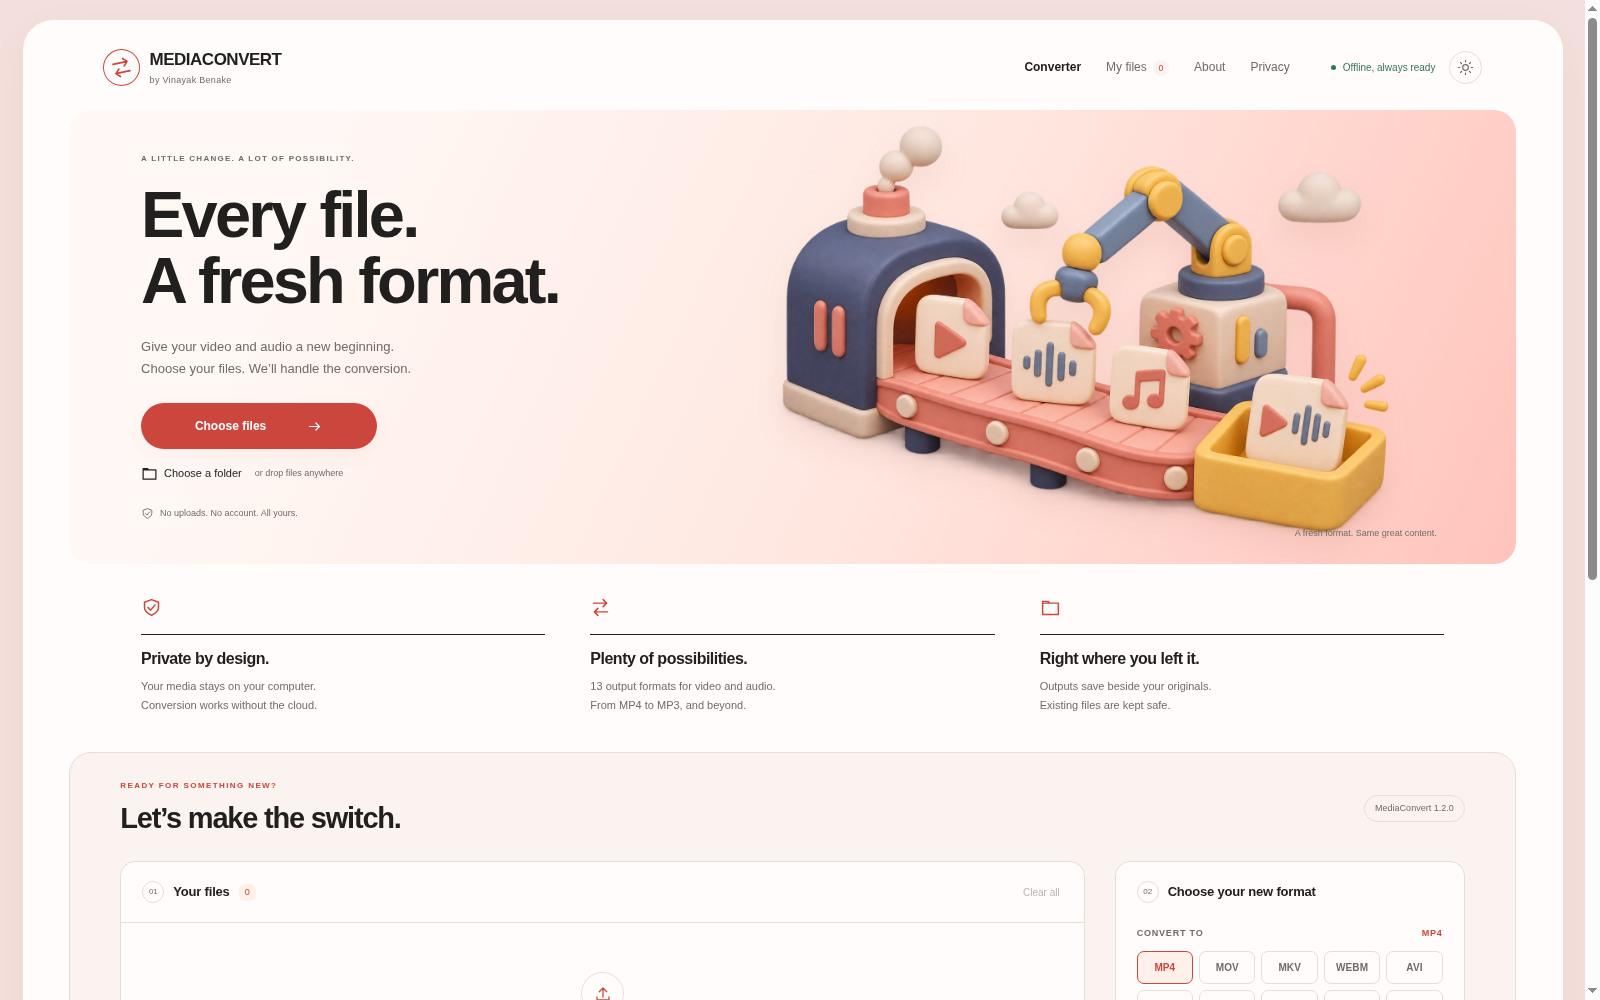 MEDIACONVERT
by Vinayak Benake
Converter
My files 0
About
Privacy
Offline, always ready
A LITTLE CHANGE. A LOT OF POSSIBILITY.
Every file.
A fresh format.
Give your video and audio a new beginning.
Choose your files. We’ll handle the conversion.
Choose files
Choose a folder
or drop files anywhere
No uploads. No account. All yours.
A fresh format. Same great content.
Private by design.
Your media stays on your computer.
Conversion works without the cloud.
Plenty of possibilities.
13 output formats for video and audio.
From MP4 to MP3, and beyond.
Right where you left it.
Outputs save beside your originals.
Existing files are kept safe.
READY FOR SOMETHING NEW?
Let’s make the switch.
MediaConvert 1.2.0
01 Your files 0
Clear all
02 Choose your new format
CONVERT TO
MP4
MP4
MOV
MKV
WEBM
AVI